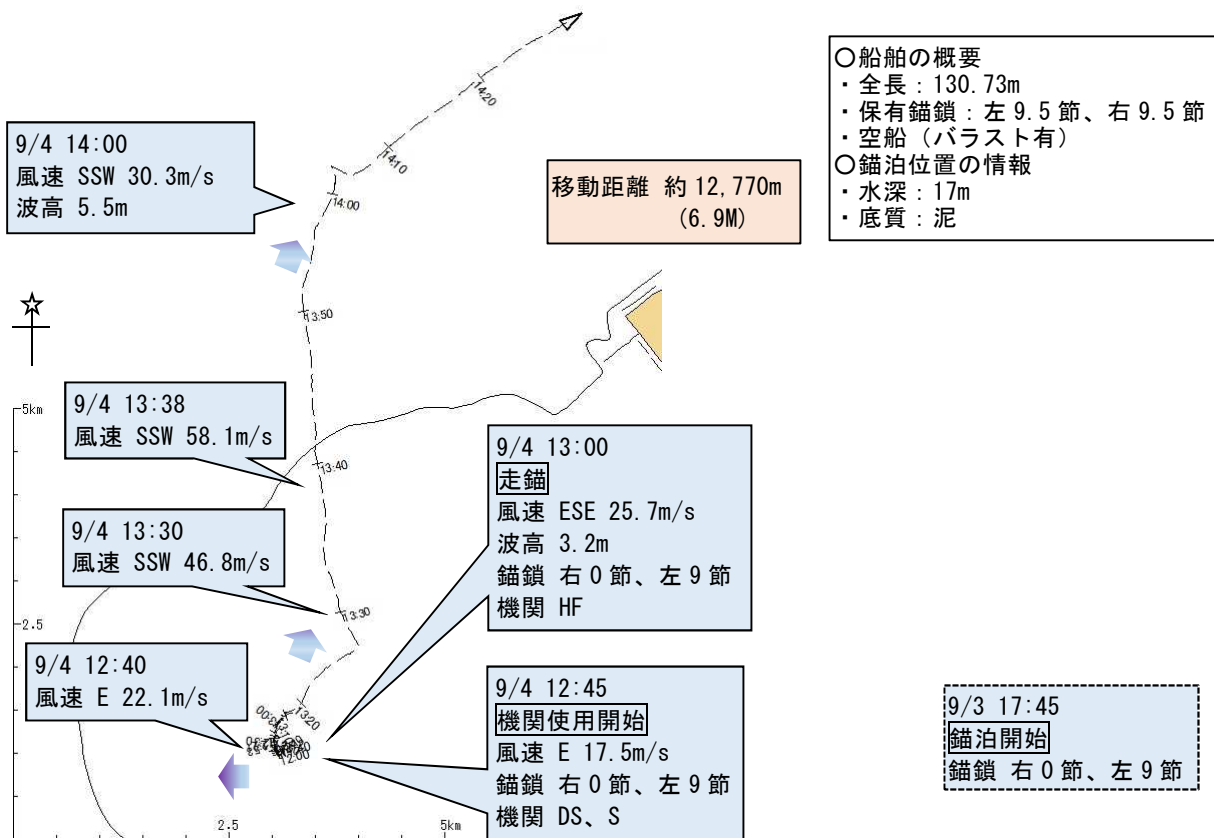 ○船舶の概要
・全長：130.73m
・保有錨鎖：左 9.5 節、右 9.5 節
・空船（バラスト有）
○錨泊位置の情報
・水深：17m
・底質：泥
14:20
14:10
9/4 14:00
風速 SSW 30.3m/s
波高 5.5m
移動距離 約 12,770m
(6.9M)
14:00
13:50
5km
9/4 13:38
風速 SSW 58.1m/s
13:40
9/4 13:30
風速 SSW 46.8m/s
13:30
2.5
9/4 13:00
走錨
風速 ESE 25.7m/s
波高 3.2m
錨鎖 右 0 節、左 9 節
機関 HF
9/4 12:40
風速 E 22.1m/s
13:20
12:00
9/4 12:45
機関使用開始
風速 E 17.5m/s
錨鎖 右 0 節、左 9 節
機関 DS、S
9/3 17:45
錨泊開始
錨鎖 右 0 節、左 9 節
2.5
5km